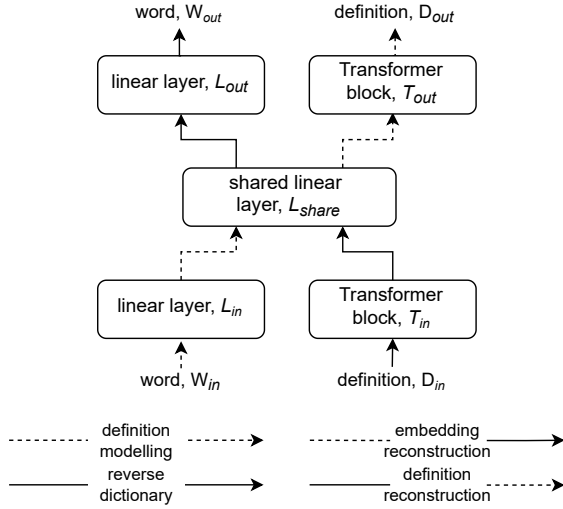 word, W_out
definition, D_out
linear layer, L_out
Transformer
block, T_out
shared linear
layer, L_share
linear layer, L_in
Transformer
block, T_in
word, W_in
definition, D_in
definition
modelling
embedding
reconstruction
reverse
dictionary
definition
reconstruction